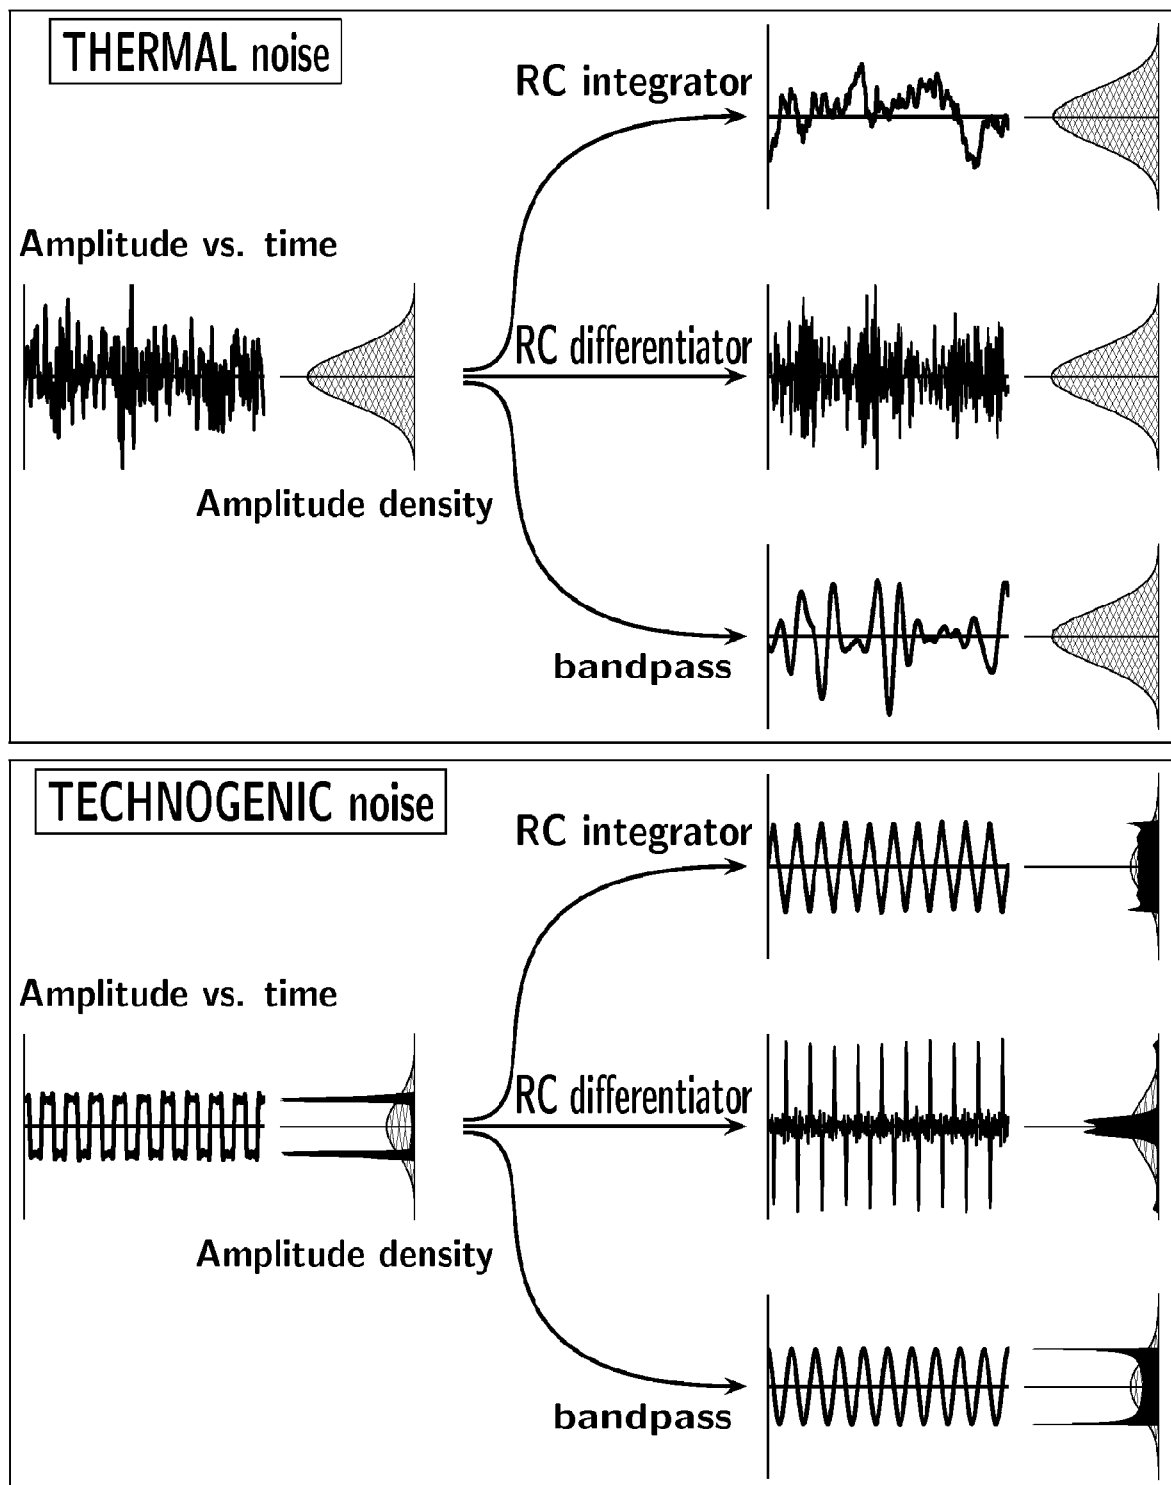 THERMAL noise
RC integrator
Amplitude vs. time
RC differentiator
Amplitude density
bandpass
TECHNOGENIC noise
RC integrator
Amplitude vs. time
RC differentiator
Amplitude density
bandpass